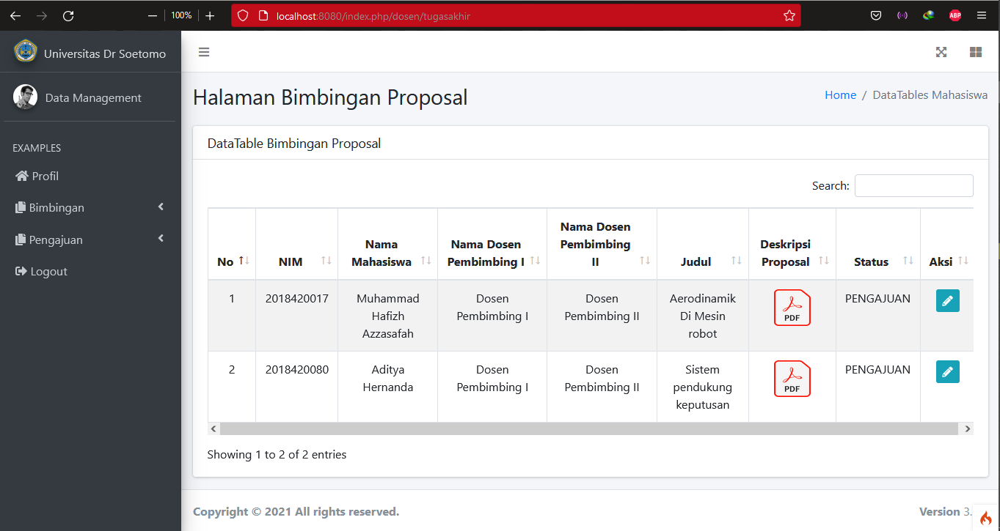 100%
localhost:8080/index.php/dosen/tugasakhir
ABP
Universitas Dr Soetomo
Data Management
EXAMPLES
Profil
Bimbingan
Pengajuan
Logout
Halaman Bimbingan Proposal
Home / DataTables Mahasiswa
DataTable Bimbingan Proposal
Search:
No
NIM
Nama
Mahasiswa
Nama Dosen
Pembimbing I
Nama Dosen
Pembimbing
II
Judul
Deskripsi
Proposal
Status
Aksi
1
2018420017
Muhammad
Hafizh
Azzasafah
Dosen
Pembimbing I
Dosen
Pembimbing II
Aerodinamik
Di Mesin
robot
PDF
PENGAJUAN
2
2018420080
Aditya
Hernanda
Dosen
Pembimbing I
Dosen
Pembimbing II
Sistem
pendukung
keputusan
PDF
PENGAJUAN
Showing 1 to 2 of 2 entries
Copyright © 2021 All rights reserved.
Version 3.